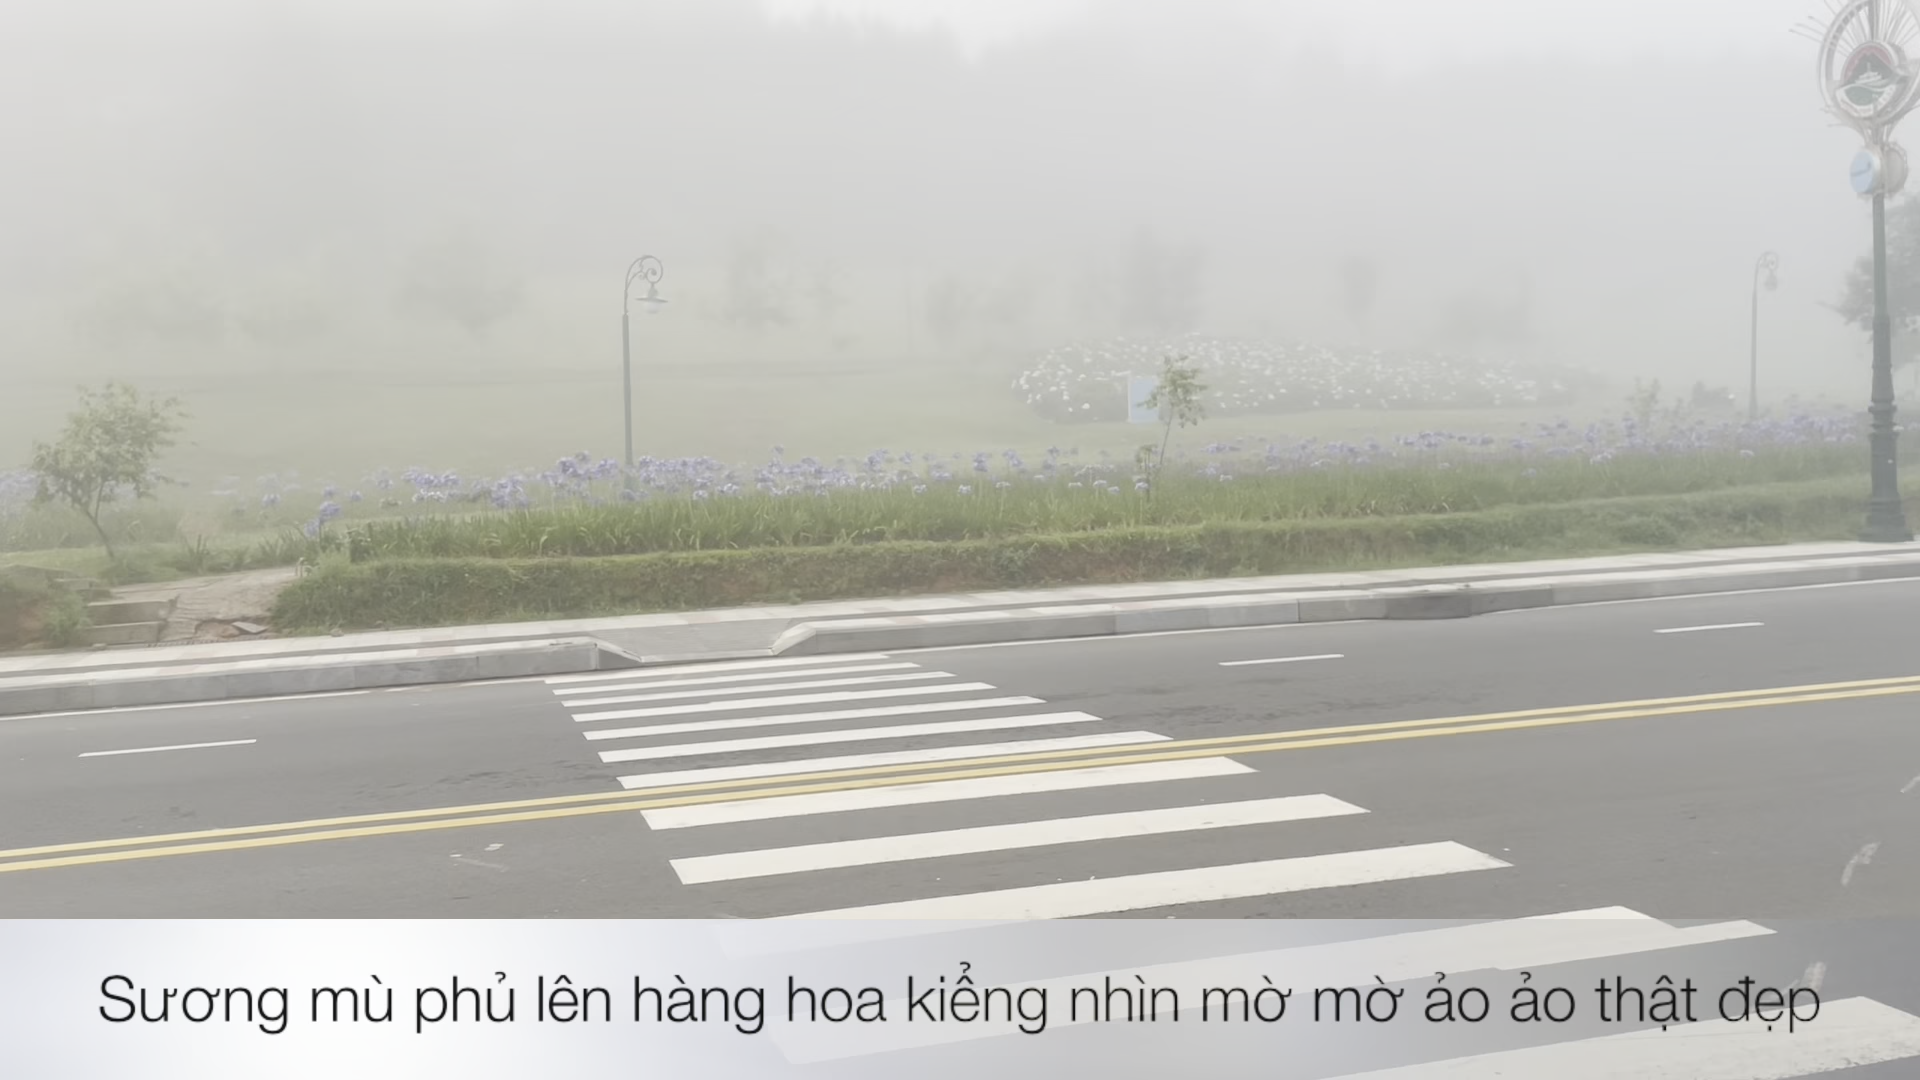 Sương mù phủ lên hàng hoa kiểng nhìn mờ mờ ảo ảo thật đẹp